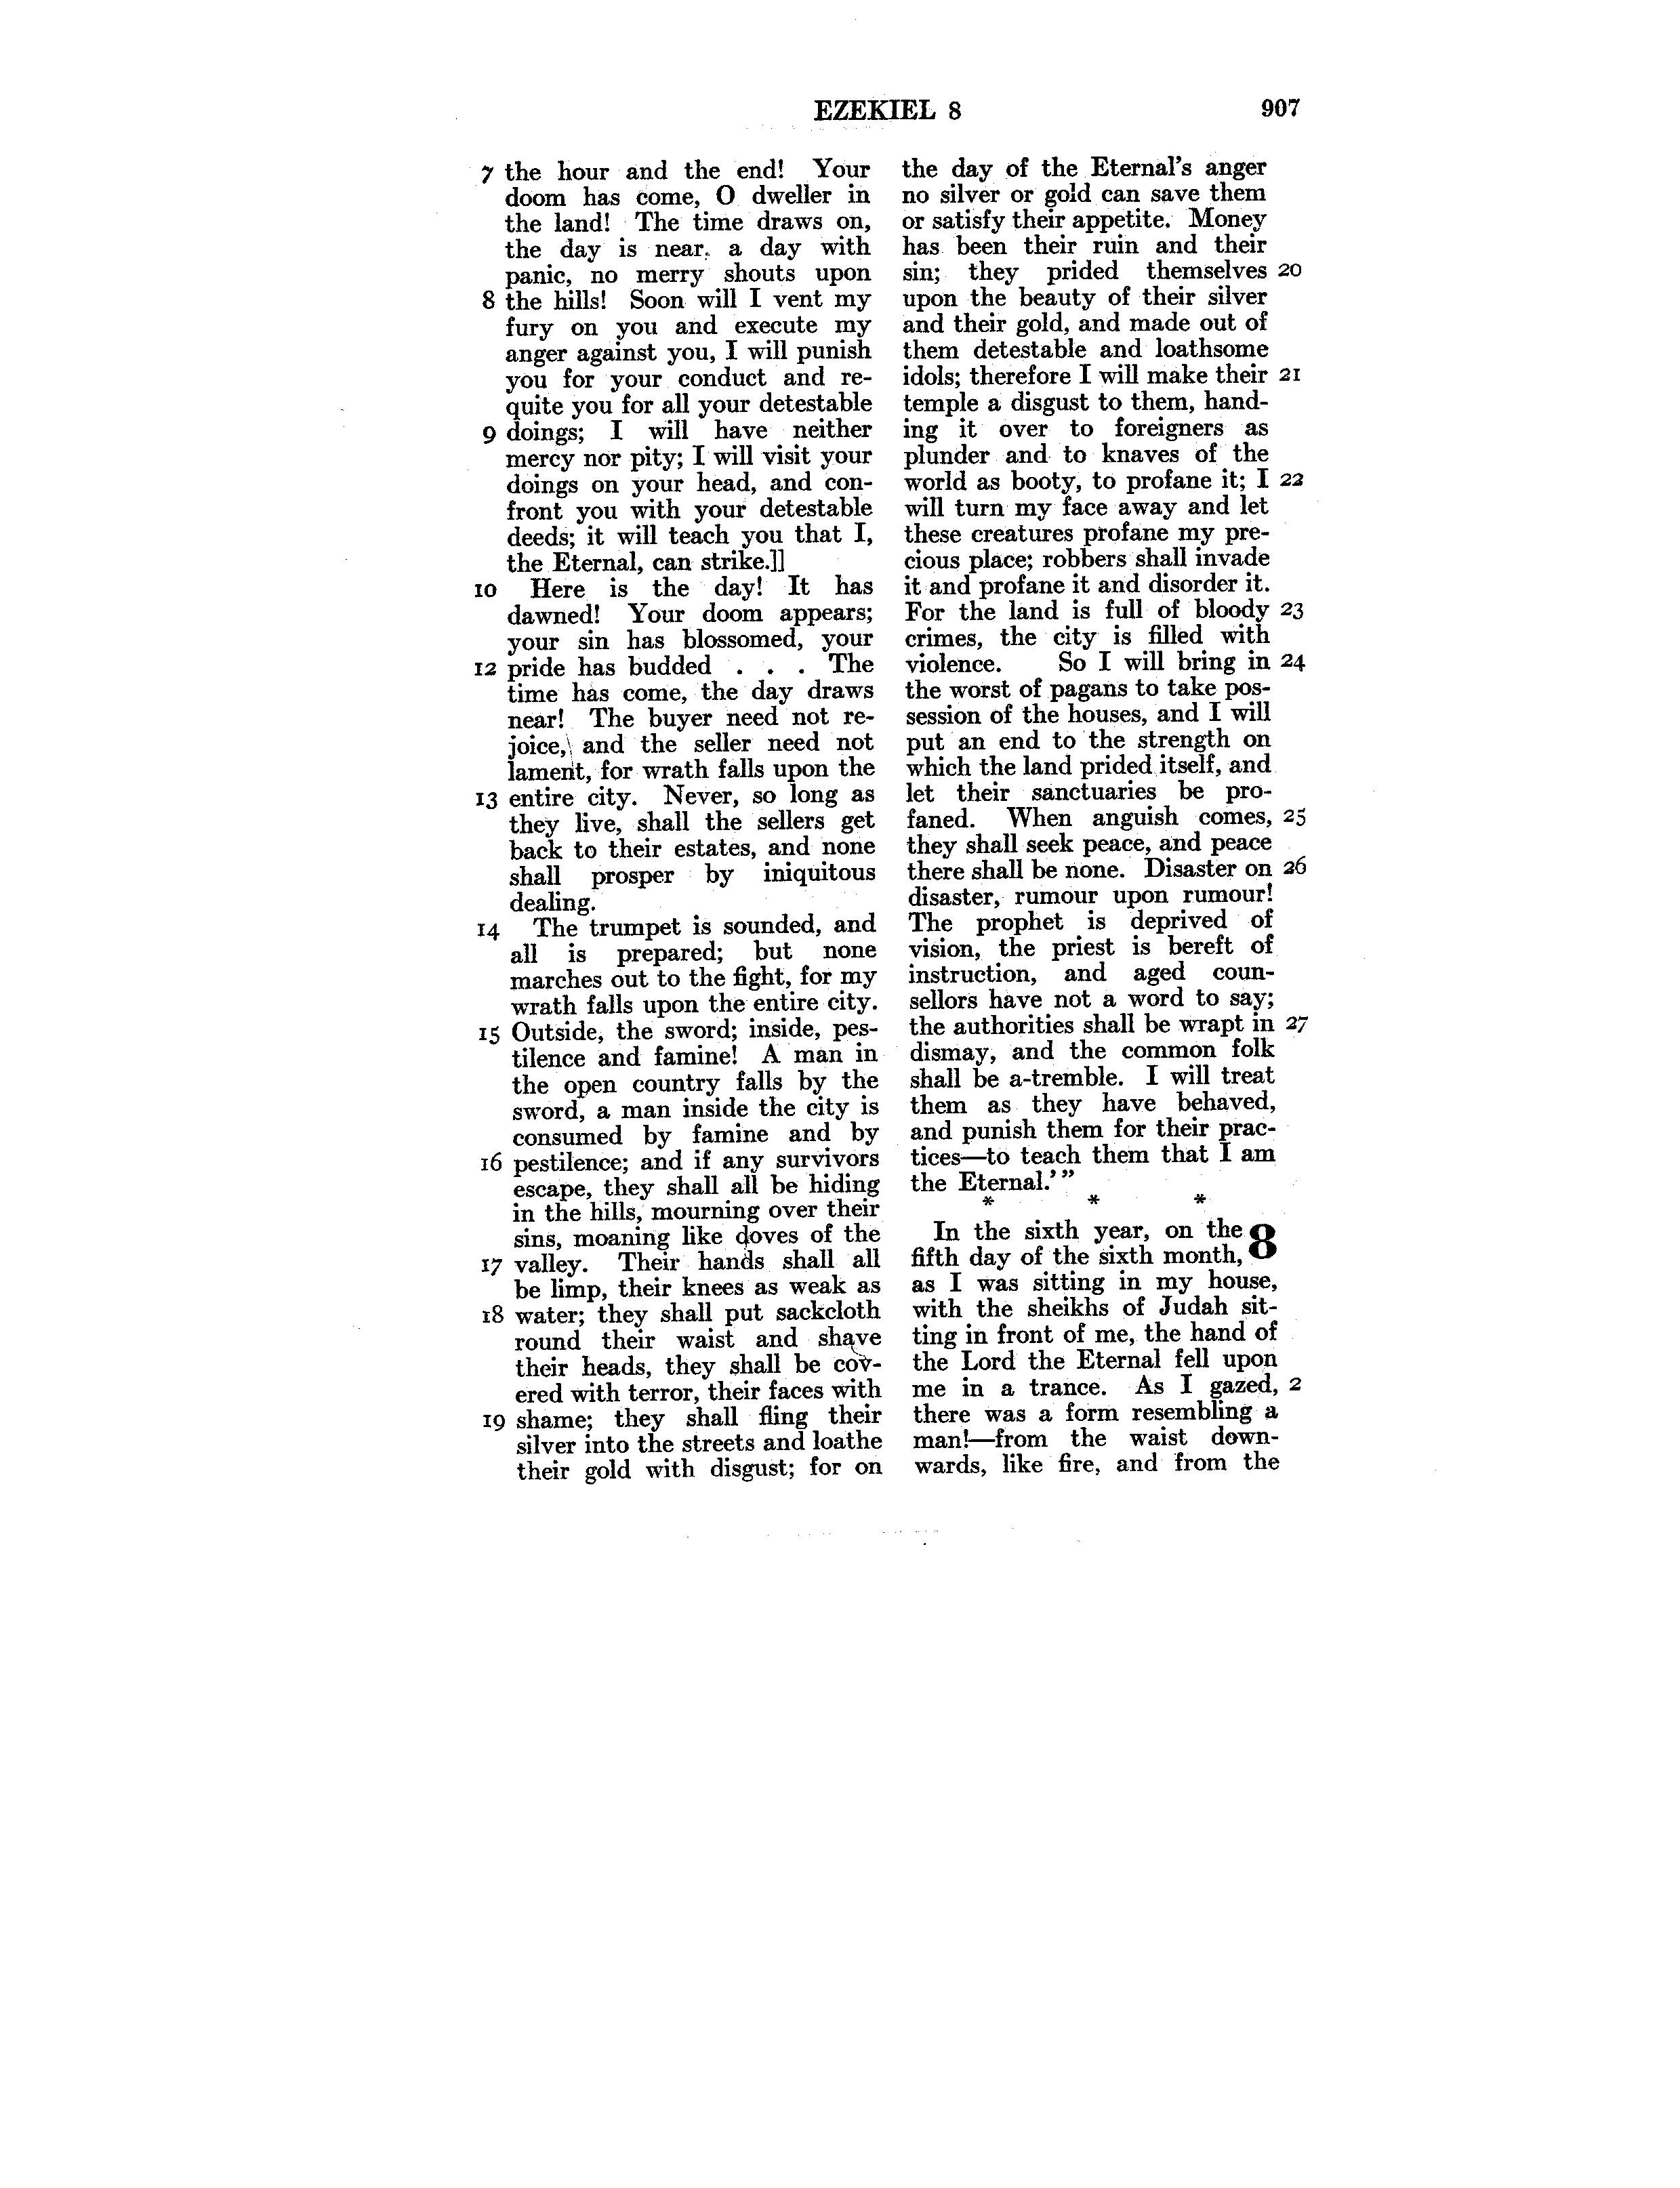 EZEKIEL 8 907
7 the hour and the end! Your
doom has come, O dweller in
the land! The time draws on,
the day is near, a day with
panic, no merry shouts upon
8 the hills! Soon will I vent my
fury on you and execute my
anger against you, I will punish
you for your conduct and re-
quite you for all your detestable
9 doings; I will have neither
mercy nor pity; I will visit your
doings on your head, and con-
front you with your detestable
deeds; it will teach you that I,
the Eternal, can strike.]]
10 Here is the day! It has
dawned! Your doom appears;
your sin has blossomed, your
12 pride has budded . . . The
time has come, the day draws
near! The buyer need not re-
joice, and the seller need not
lament, for wrath falls upon the
13 entire city. Never, so long as
they live, shall the sellers get
back to their estates, and none
shall prosper by iniquitous
dealing.
14 The trumpet is sounded, and
all is prepared; but none
marches out to the fight, for my
wrath falls upon the entire city.
15 Outside, the sword; inside, pes-
tilence and famine! A man in
the open country falls by the
sword, a man inside the city is
consumed by famine and by
16 pestilence; and if any survivors
escape, they shall all be hiding
in the hills, mourning over their
sins, moaning like doves of the
17 valley. Their hands shall all
be limp, their knees as weak as
18 water; they shall put sackcloth
round their waist and shave
their heads, they shall be cov-
ered with terror, their faces with
19 shame; they shall fling their
silver into the streets and loathe
their gold with disgust; for on
the day of the Eternal's anger
no silver or gold can save them
or satisfy their appetite. Money
has been their ruin and their
sin; they prided themselves 20
upon the beauty of their silver
and their gold, and made out of
them detestable and loathsome
idols; therefore I will make their 21
temple a disgust to them, hand-
ing it over to foreigners as
plunder and to knaves of the
world as booty, to profane it; I 22
will turn my face away and let
these creatures profane my pre-
cious place; robbers shall invade
it and profane it and disorder it.
For the land is full of bloody 23
crimes, the city is filled with
violence. So I will bring in 24
the worst of pagans to take pos-
session of the houses, and I will
put an end to the strength on
which the land prided itself, and
let their sanctuaries be pro-
faned. When anguish comes, 25
they shall seek peace, and peace
there shall be none. Disaster on 26
disaster, rumour upon rumour!
The prophet is deprived of
vision, the priest is bereft of
instruction, and aged coun-
sellors have not a word to say;
the authorities shall be wrapt in 27
dismay, and the common folk
shall be a-tremble. I will treat
them as they have behaved,
and punish them for their prac-
tices—to teach them that I am
the Eternal.'"
* * *
In the sixth year, on the 8
fifth day of the sixth month,
as I was sitting in my house,
with the sheikhs of Judah sit-
ting in front of me, the hand of
the Lord the Eternal fell upon
me in a trance. As I gazed, 2
there was a form resembling a
man!—from the waist down-
wards, like fire, and from the